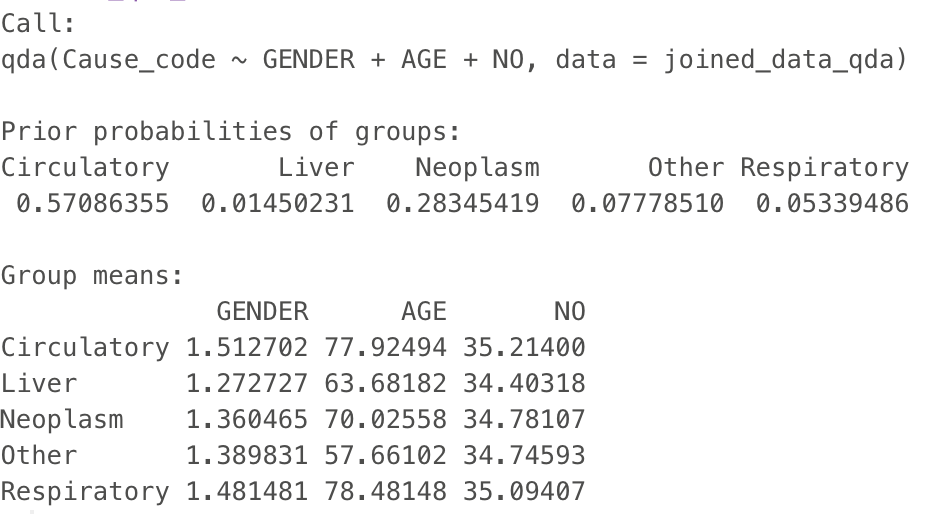 Call:
qda(Cause_code ~ GENDER + AGE + NO, data = joined_data_qda)
Prior probabilities of groups:
Circulatory Liver Neoplasm Other Respiratory
0.57086355 0.01450231 0.28345419 0.07778510 0.05339486
Group means:
GENDER AGE NO
Circulatory 1.512702 77.92494 35.21400
Liver 1.272727 63.68182 34.40318
Neoplasm 1.360465 70.02558 34.78107
Other 1.389831 57.66102 34.74593
Respiratory 1.481481 78.48148 35.09407